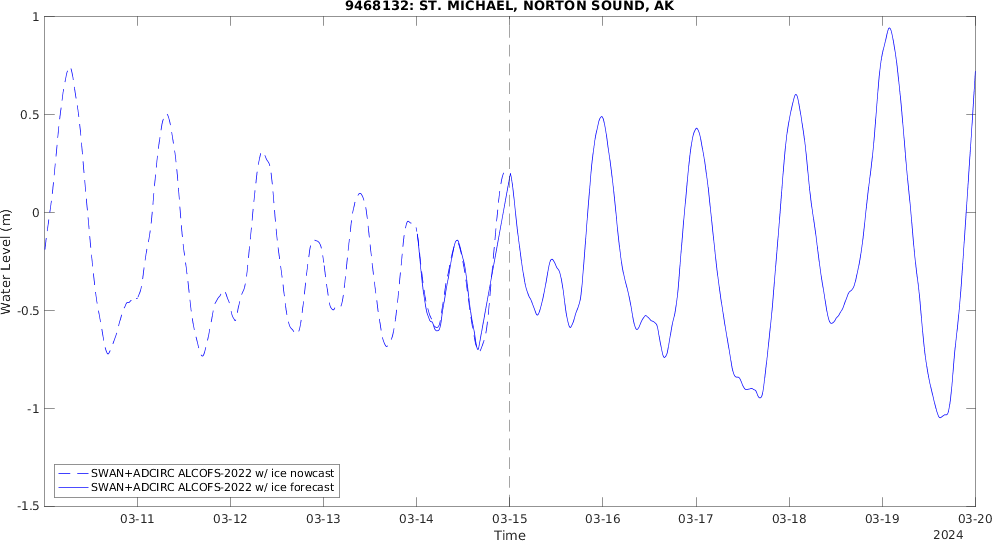 9468132: ST. MICHAEL, NORTON SOUND, AK
Water Level (m)
1
0.5
0
-0.5
-1
-1.5
SWAN+ADCIRC ALCOFS-2022 w/ ice nowcast
SWAN+ADCIRC ALCOFS-2022 w/ ice forecast
03-11 03-12 03-13 03-14 03-15 03-16 03-17 03-18 03-19 03-20
Time
2024